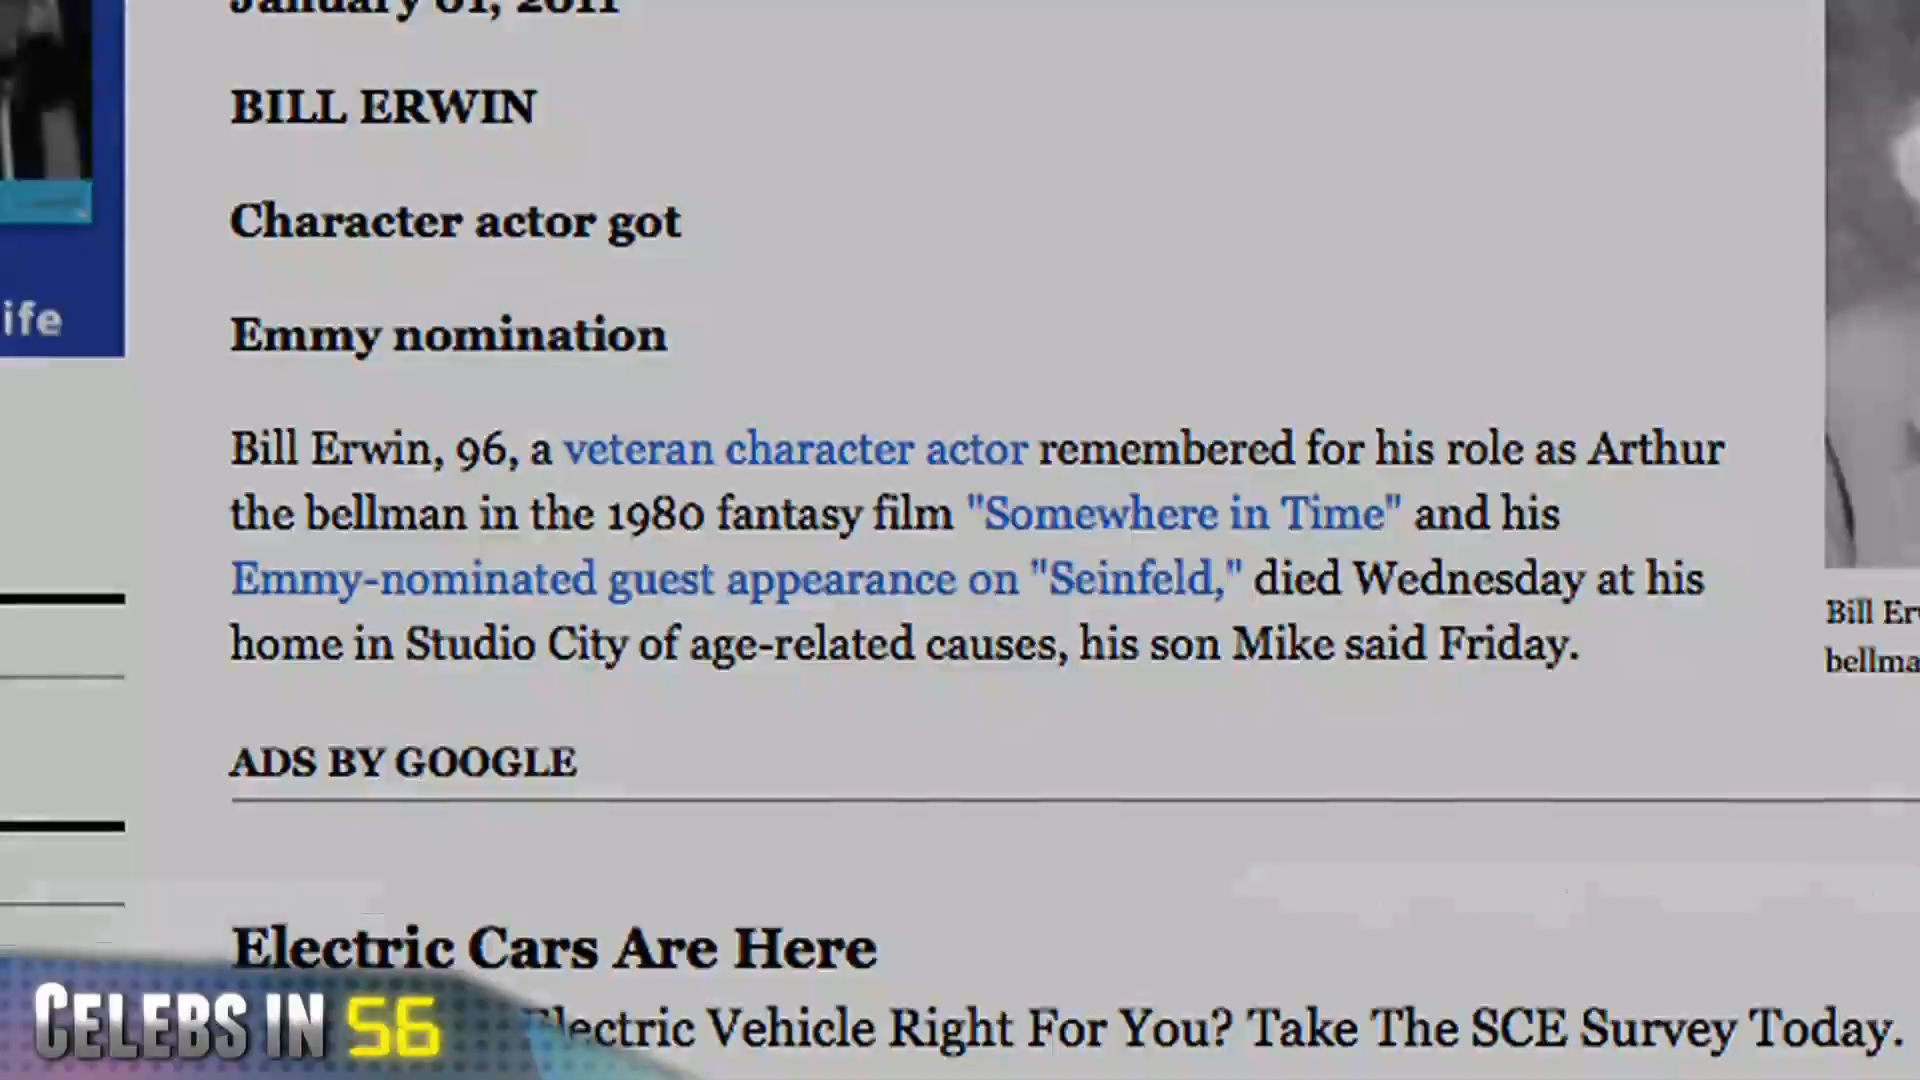 January 01, 2011
BILL ERWIN
Character actor got
Emmy nomination
ife
Bill Erwin, 96, a veteran character actor remembered for his role as Arthur
the bellman in the 1980 fantasy film "Somewhere in Time" and his
Emmy-nominated guest appearance on "Seinfeld," died Wednesday at his
home in Studio City of age-related causes, his son Mike said Friday.
Bill Er
bellma
ADS BY GOOGLE
Electric Cars Are Here
Electric Vehicle Right For You? Take The SCE Survey Today.
CELEBS IN 56